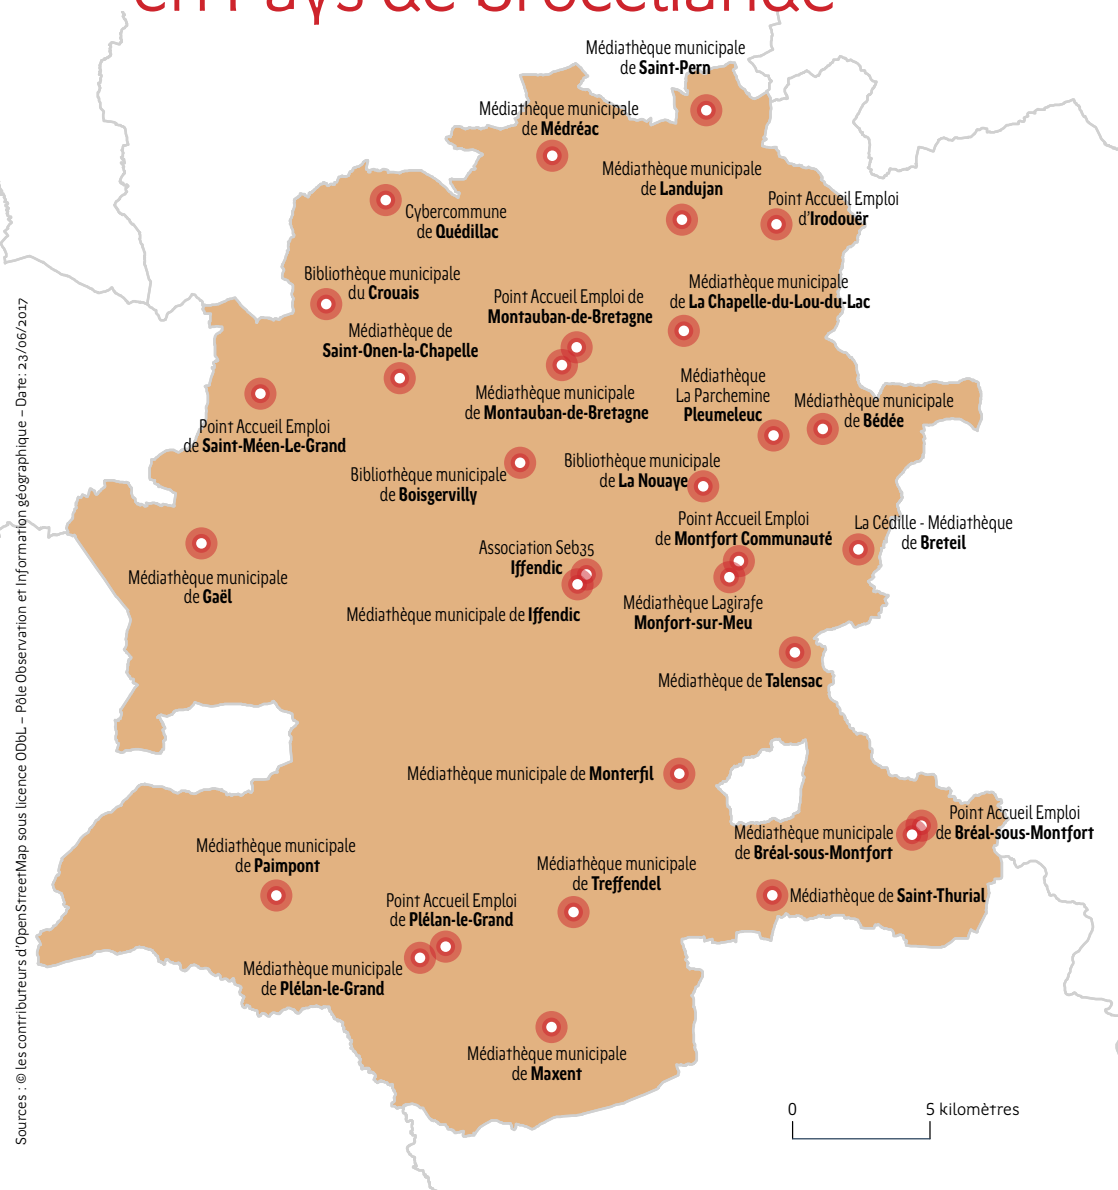 en Pays de Brocéliande
Médiathèque municipale
de Saint-Pern
Médiathèque municipale
de Médréac
Médiathèque municipale
de Landujan
Point Accueil Emploi
d'Irodouër
Cybercommune
de Quédillac
Bibliothèque municipale
du Crouais
Point Accueil Emploi de
Montauban-de-Bretagne
Médiathèque municipale
de La Chapelle-du-Lou-du-Lac
Médiathèque de
Saint-Onen-la-Chapelle
Médiathèque municipale
de Montauban-de-Bretagne
Médiathèque
La Parchemine
Pleumeleuc
Médiathèque municipale
de Bédée
Point Accueil Emploi
de Saint-Méen-Le-Grand
Bibliothèque municipale
de Boisgervilly
Bibliothèque municipale
de La Nouaye
Point Accueil Emploi
de Montfort Communauté
La Cédille - Médiathèque
de Breteil
Association Seb35
Iffendic
Médiathèque municipale
de Gaël
Médiathèque municipale de Iffendic
Médiathèque Lagirafe
Monfort-sur-Meu
Médiathèque de Talensac
Médiathèque municipale de Monterfil
Point Accueil Emploi
de Bréal-sous-Montfort
Médiathèque municipale
de Bréal-sous-Montfort
Médiathèque municipale
de Paimpont
Médiathèque municipale
de Treffendel
Médiathèque de Saint-Thurial
Point Accueil Emploi
de Plélan-le-Grand
Médiathèque municipale
de Plélan-le-Grand
Médiathèque municipale
de Maxent
0 5 kilomètres
Sources : © les contributeurs d'OpenStreetMap sous licence ODbL – Pôle Observation et Information géographique – Date: 23/06/2017